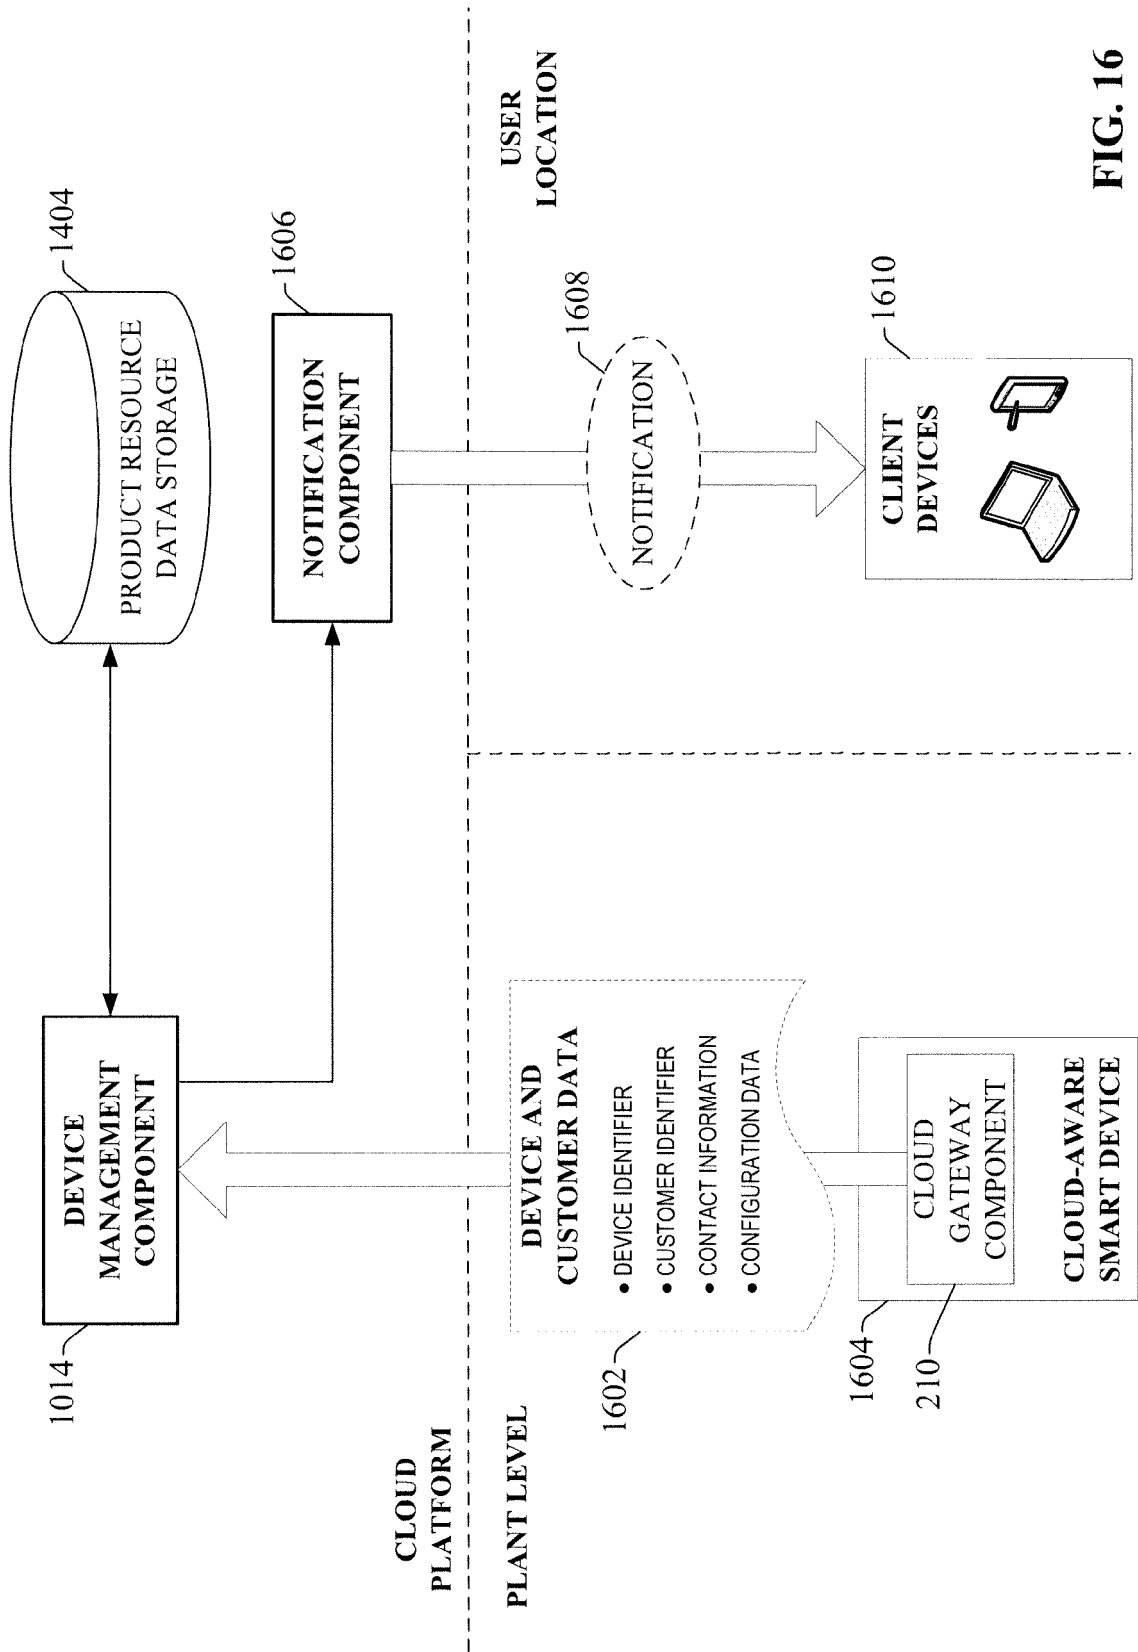 1014
DEVICE
MANAGEMENT
COMPONENT
1404
PRODUCT RESOURCE
DATA STORAGE
1606
NOTIFICATION
COMPONENT
CLOUD
PLATFORM
PLANT LEVEL
USER
LOCATION
1602
DEVICE AND
CUSTOMER DATA
• DEVICE IDENTIFIER
• CUSTOMER IDENTIFIER
• CONTACT INFORMATION
• CONFIGURATION DATA
1608
NOTIFICATION
1604
210
CLOUD
GATEWAY
COMPONENT
CLOUD-AWARE
SMART DEVICE
1610
CLIENT
DEVICES
FIG. 16